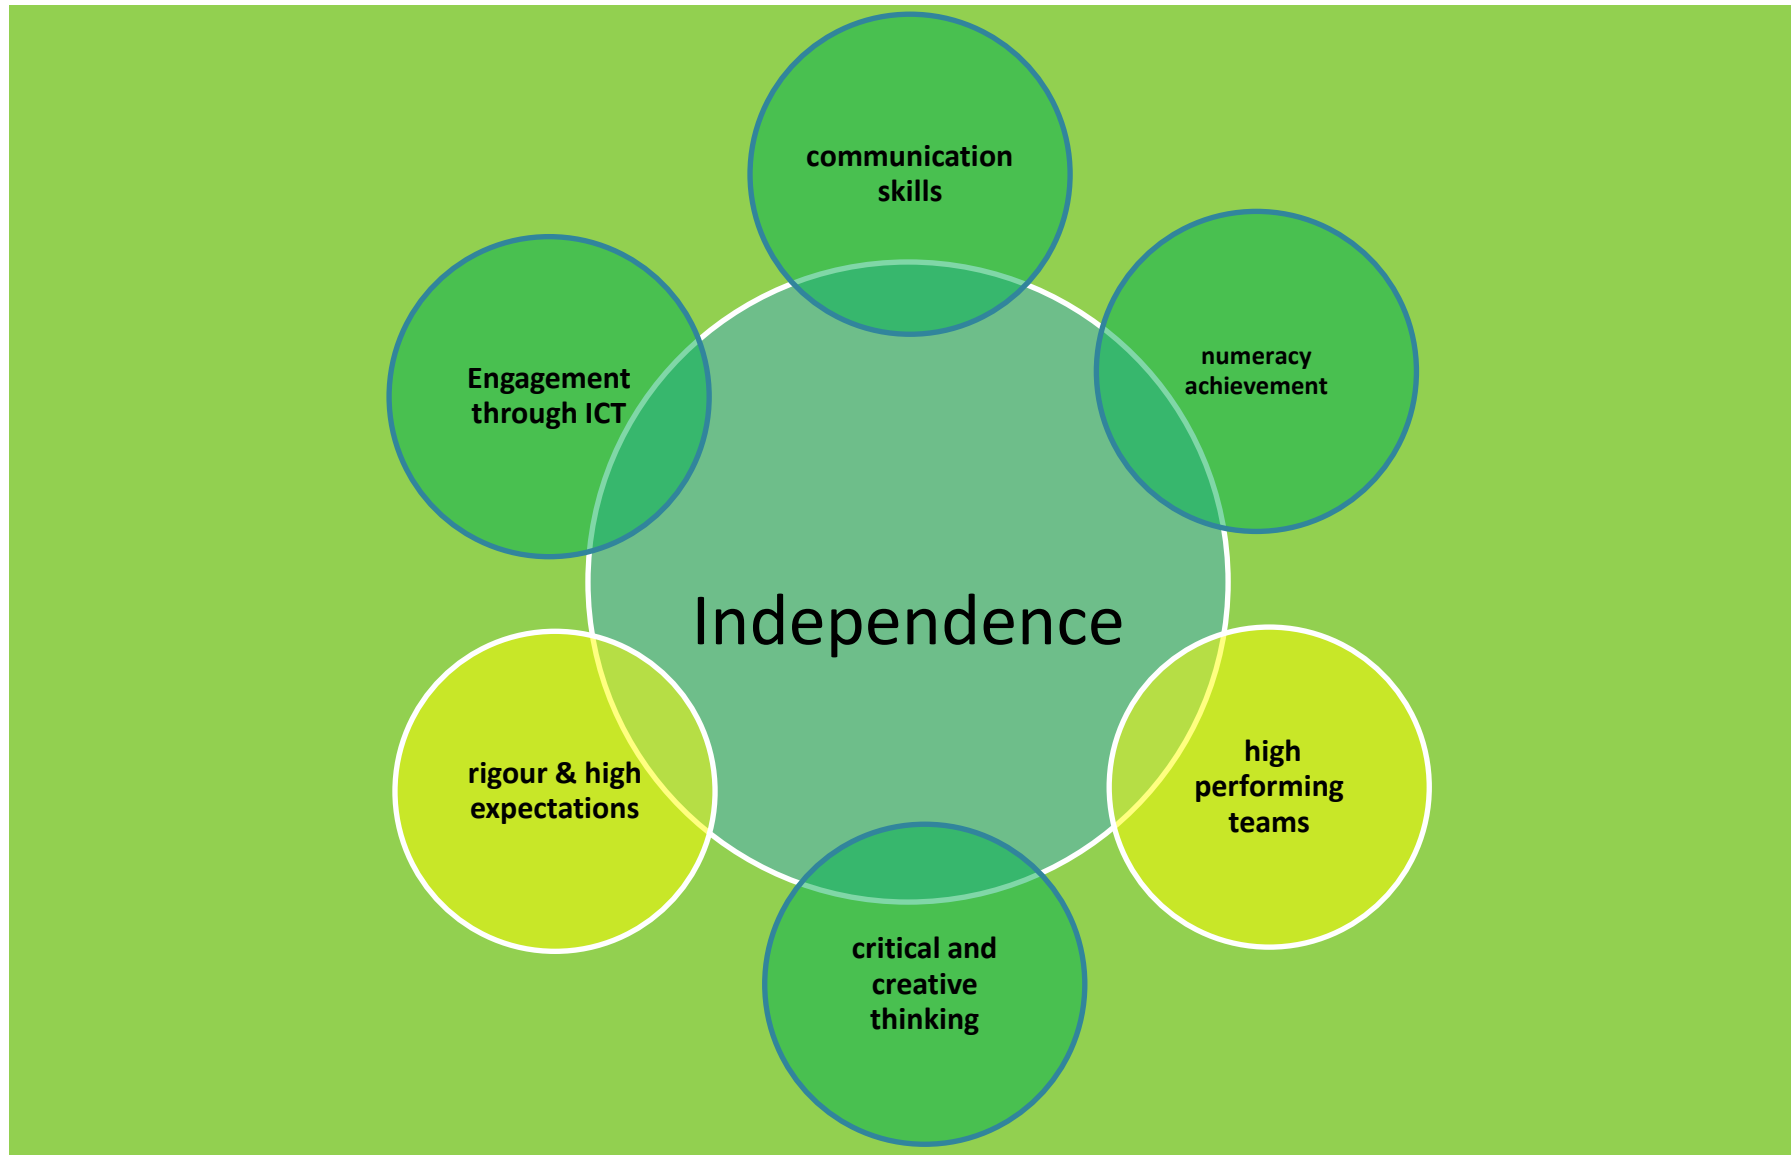 communication
skills
numeracy
achievement
Engagement
through ICT
Independence
rigour & high
expectations
high
performing
teams
critical and
creative
thinking